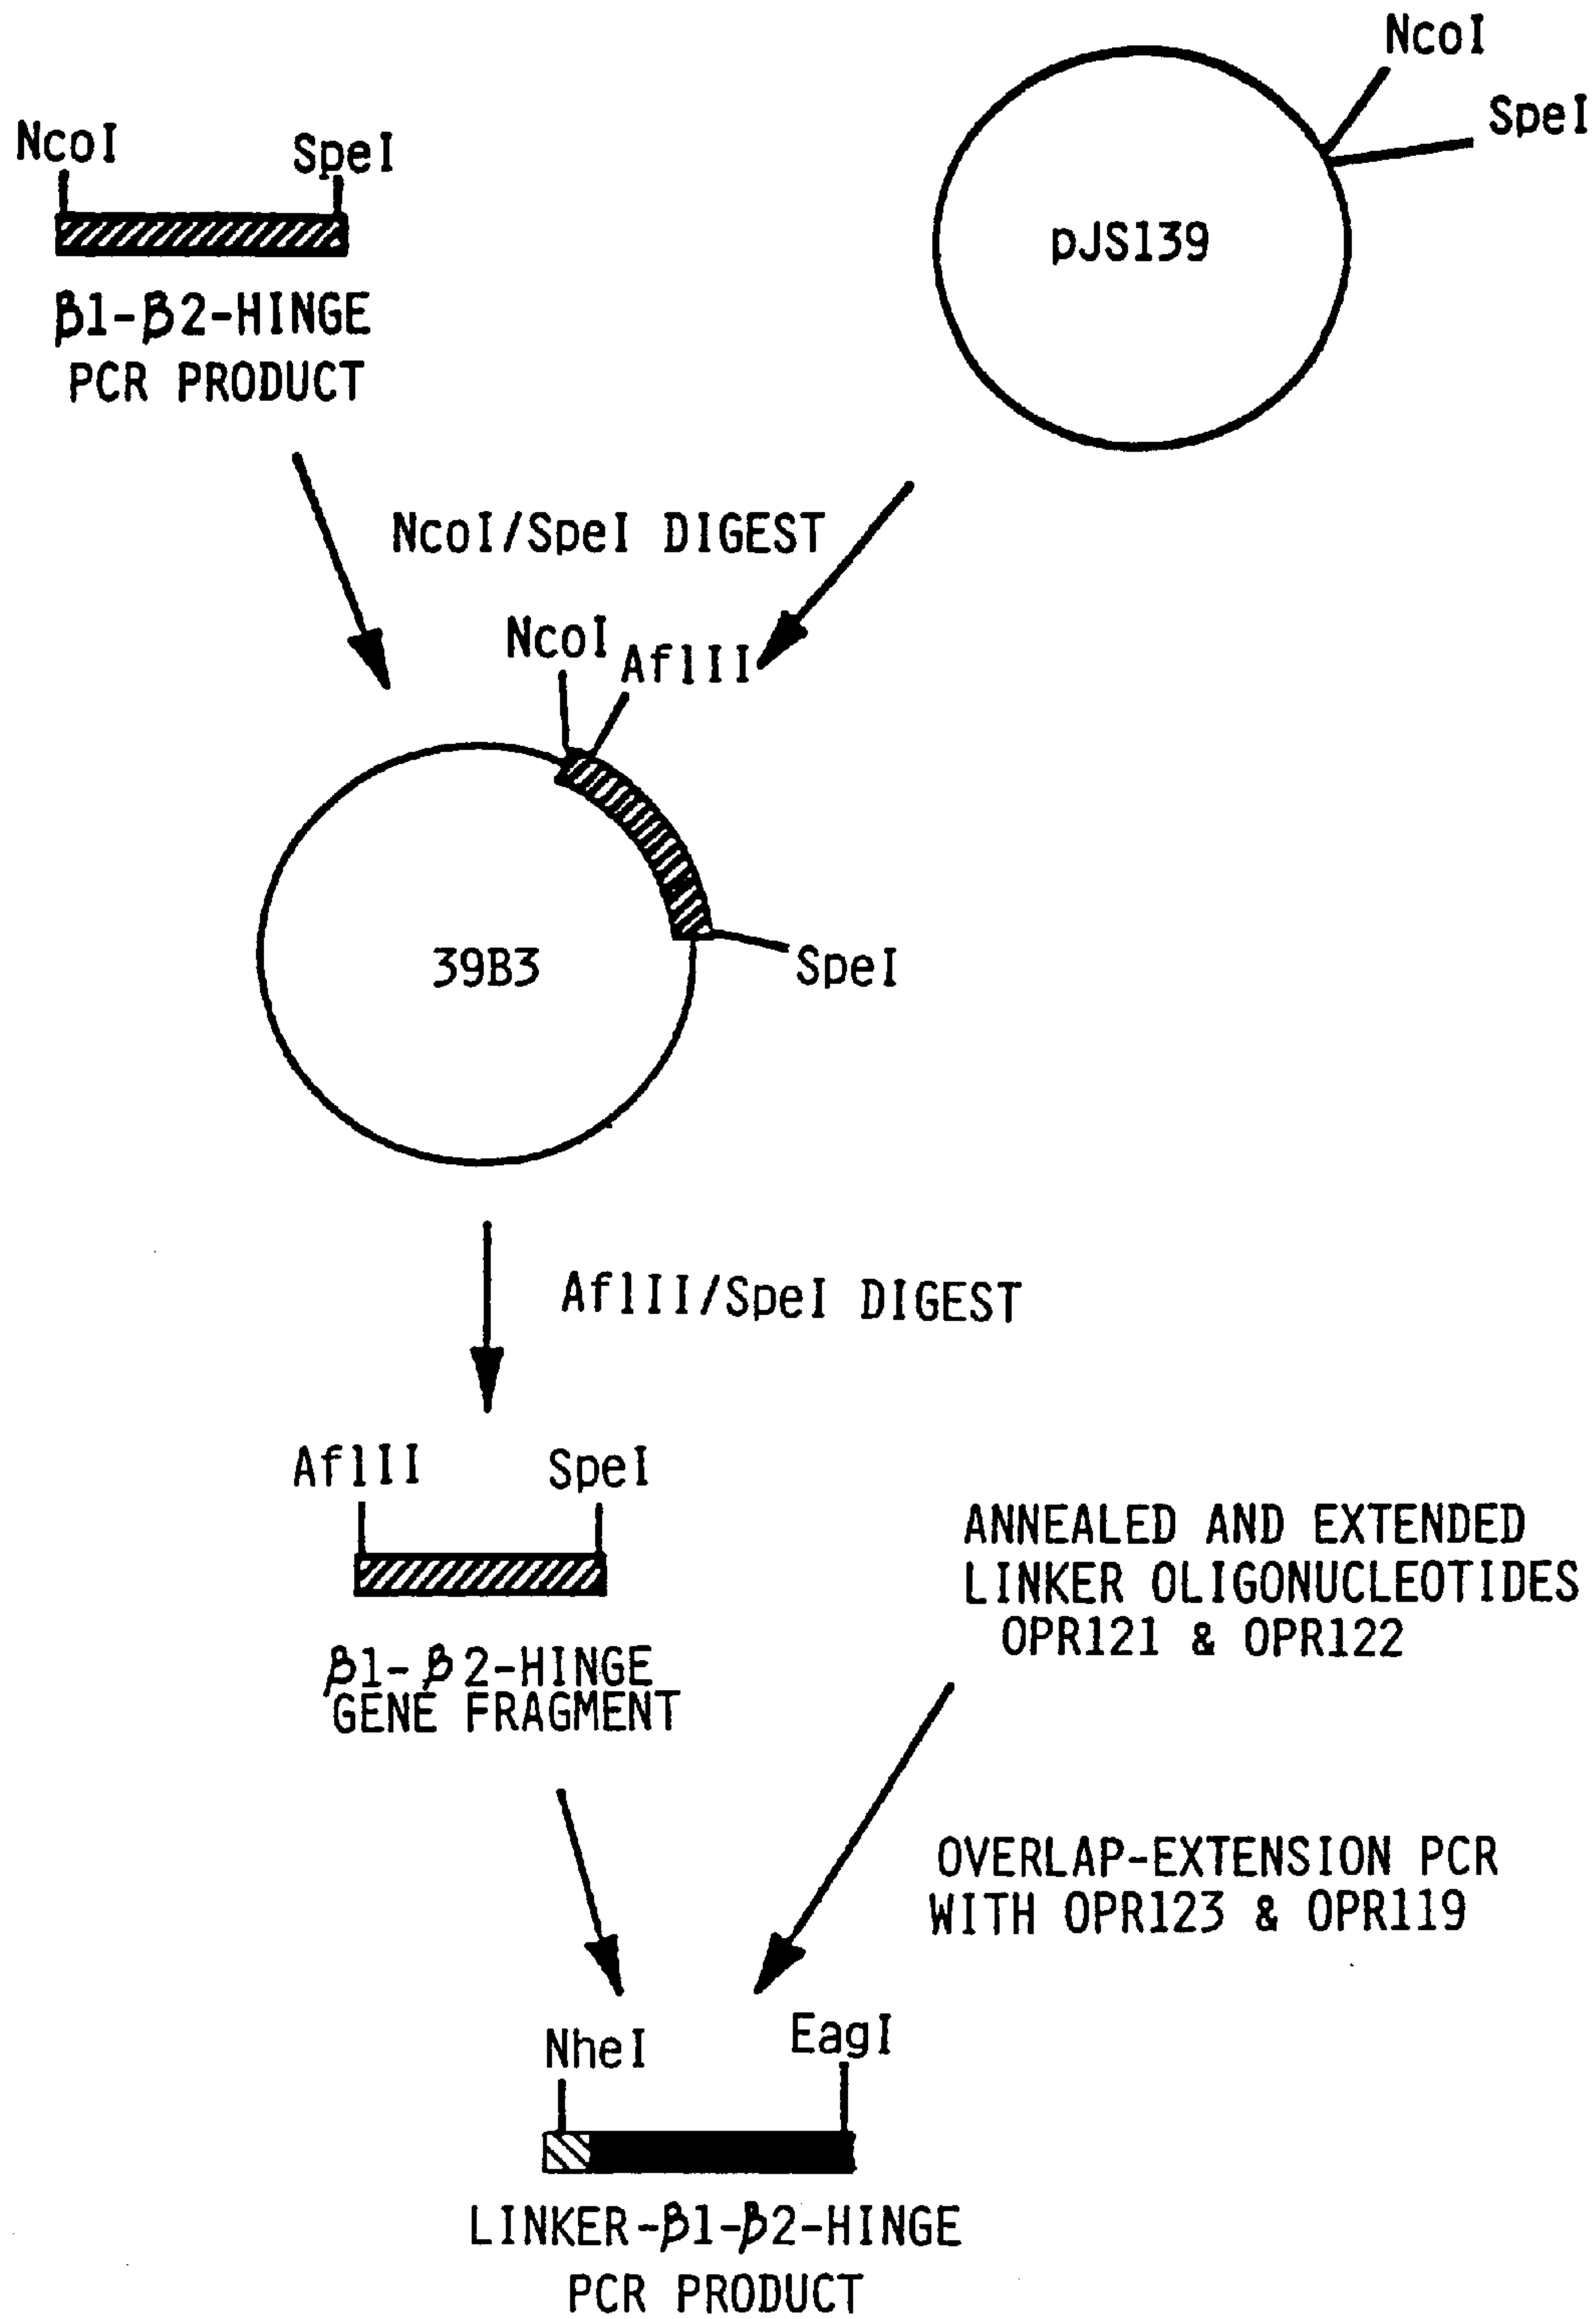 NcoI
SpeI
β1-β2-HINGE
PCR PRODUCT
NcoI
SpeI
pJS139
NcoI/SpeI DIGEST
NcoI
AflII
SpeI
39B3
AflII/SpeI DIGEST
AflII
SpeI
β1-β2-HINGE
GENE FRAGMENT
ANNEALED AND EXTENDED
LINKER OLIGONUCLEOTIDES
OPR121 & OPR122
OVERLAP-EXTENSION PCR
WITH OPR123 & OPR119
NheI
EagI
LINKER-β1-β2-HINGE
PCR PRODUCT